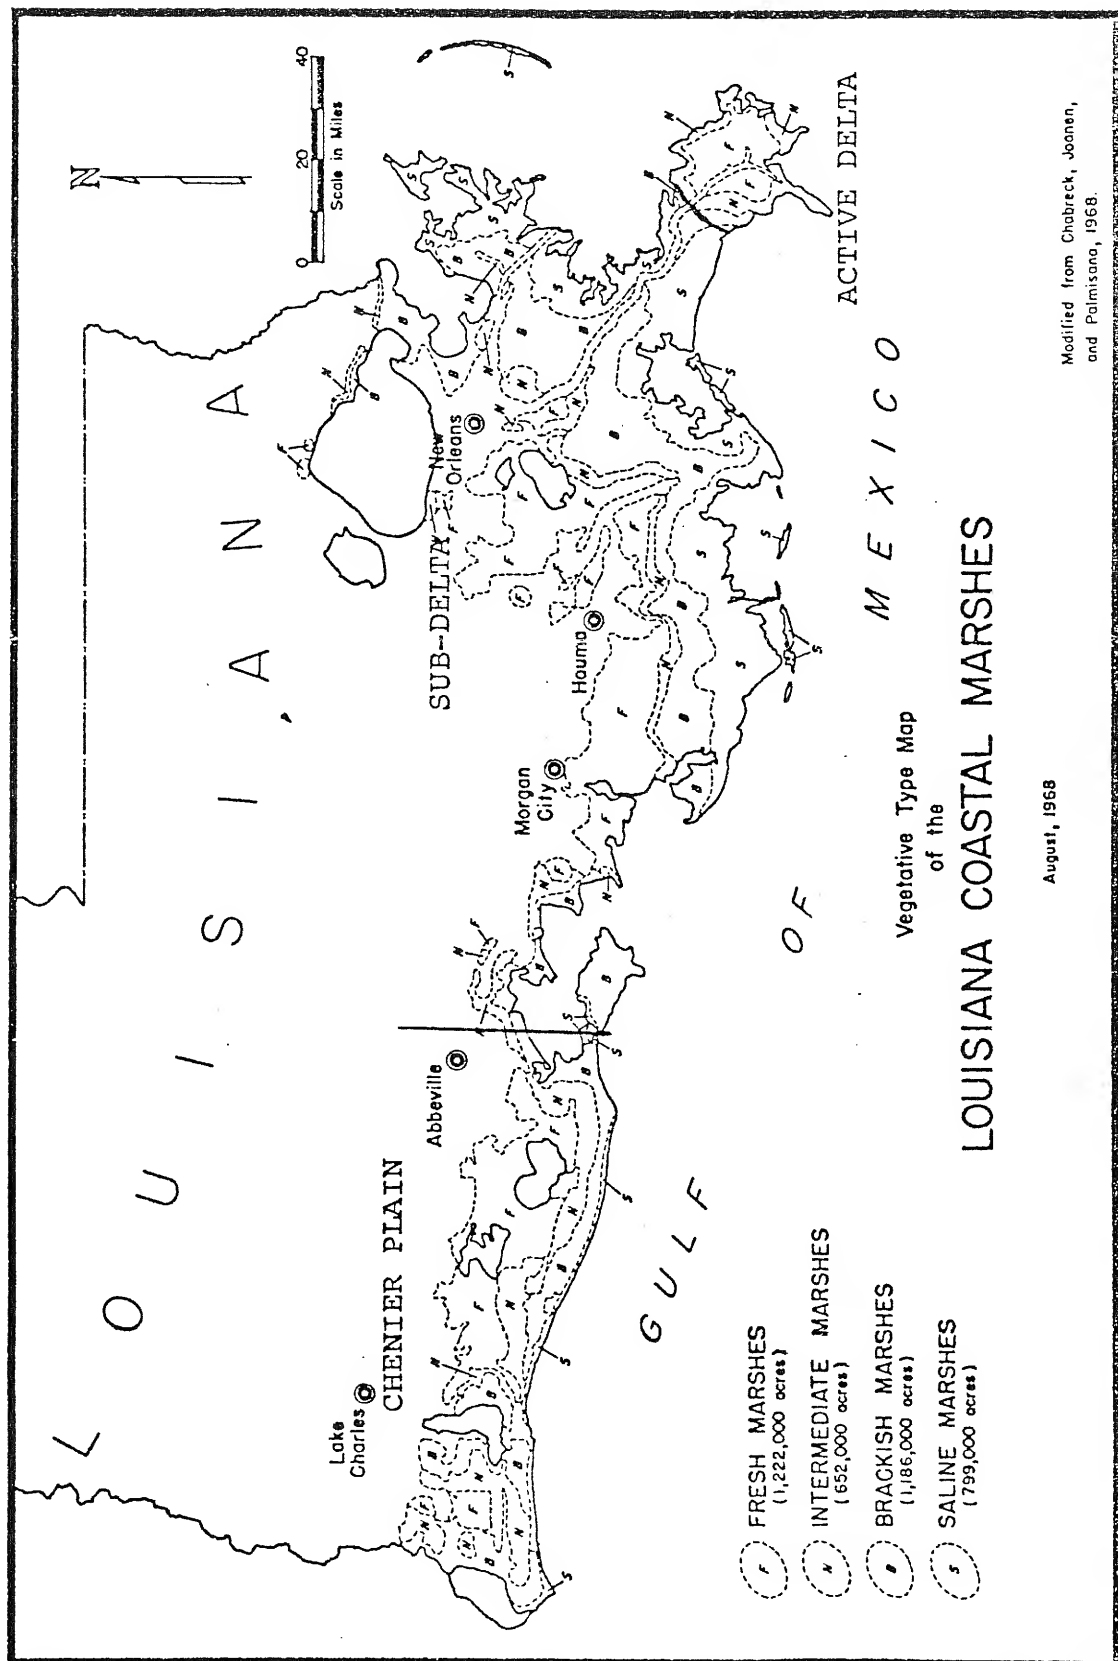 L O U I S I A N A
N
0 20 40
Scale in Miles
Lake
Charles
CHENIER PLAIN
Abbeville
Morgan
City
Houma
SUB-DELTA
New
Orleans
ACTIVE DELTA
GULF OF MEXICO
F FRESH MARSHES
(1,222,000 acres)
N INTERMEDIATE MARSHES
(652,000 acres)
B BRACKISH MARSHES
(1,186,000 acres)
S SALINE MARSHES
(799,000 acres)
Vegetative Type Map
of the
LOUISIANA COASTAL MARSHES
August, 1968
Modified from Chabreck, Joanen,
and Palmisano, 1968.